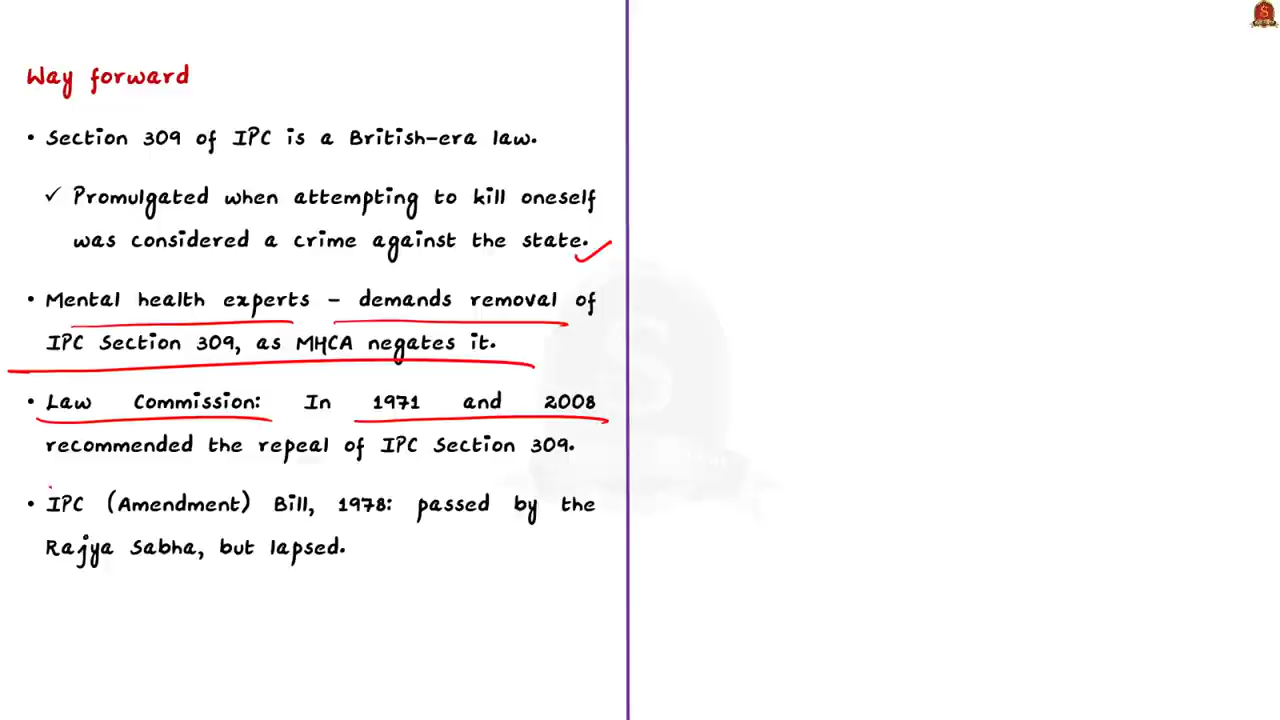 Way forward
• Section 309 of IPC is a British-era law.
✓ Promulgated when attempting to kill oneself
was considered a crime against the state.
• Mental health experts – demands removal of
IPC Section 309, as MHCA negates it.
• Law Commission: In 1971 and 2008
recommended the repeal of IPC Section 309.
• IPC (Amendment) Bill, 1978: passed by the
Rajya Sabha, but lapsed.